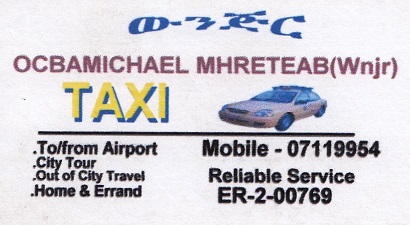 ው·ንጅ·ር
OCBAMICHAEL MHRETEAB(Wnjr)
TAXI
.To/from Airport
.City Tour
.Out of City Travel
.Home & Errand
Mobile - 07119954
Reliable Service
ER-2-00769